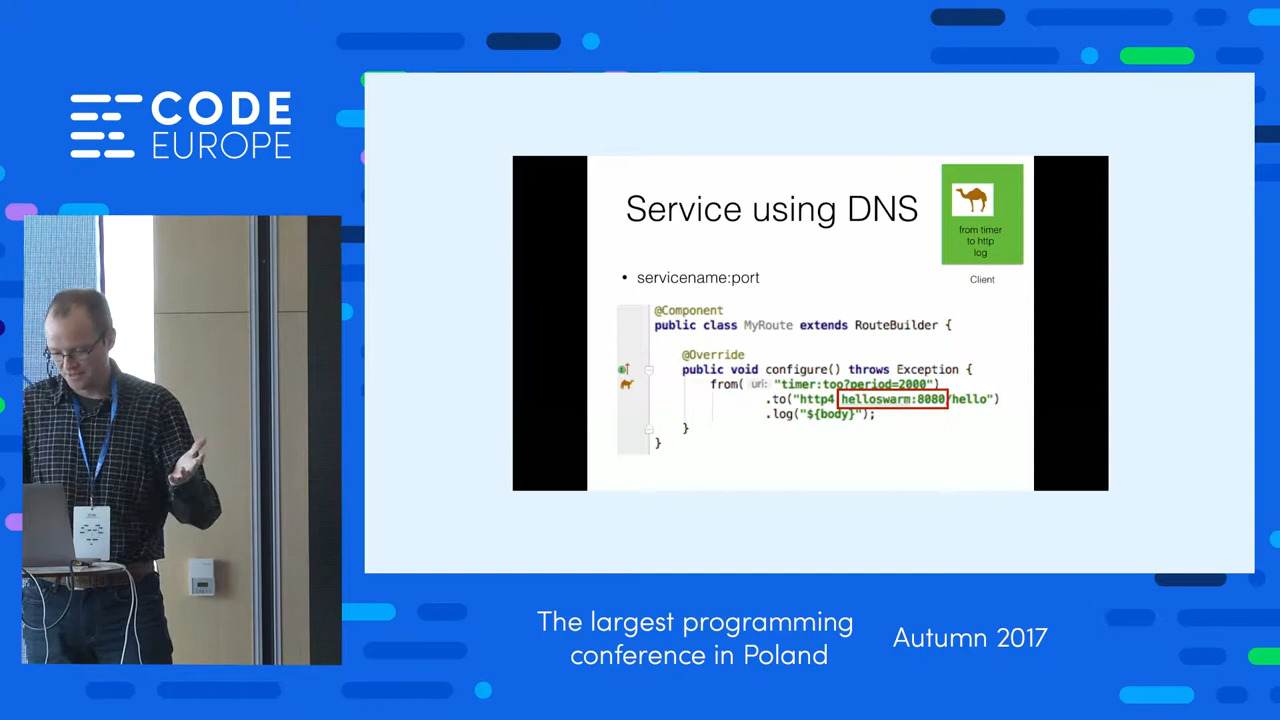 CODE
EUROPE
Service using DNS
from timer
to http
log
Client
• servicename:port
@Component
public class MyRoute extends RouteBuilder {
@Override
public void configure() throws Exception {
from( uri: "timer:too?period=2000")
.to("http4 helloswarm:8080/hello")
.log("${body}");
}
}
The largest programming
conference in Poland
Autumn 2017